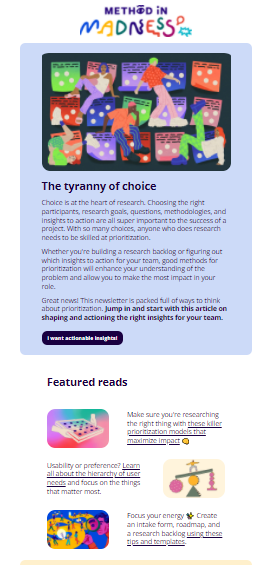 METHOD IN
MADNESS
The tyranny of choice
Choice is at the heart of research. Choosing the right
participants, research goals, questions, methodologies, and
insights to action are all super important to the success of a
project. With so many choices, anyone who does research
needs to be skilled at prioritization.
Whether you're building a research backlog or figuring out
which insights to action for your team, good methods for
prioritization will enhance your understanding of the
problem and allow you to make the most impact in your
role.
Great news! This newsletter is packed full of ways to think
about prioritization. Jump in and start with this article on
shaping and actioning the right insights for your team.
I want actionable insights!
Featured reads
Make sure you're researching
the right thing with these killer
prioritization models that
maximize impact
Usability or preference? Learn
all about the hierarchy of user
needs and focus on the things
that matter most.
Focus your energy Create
an intake form, roadmap, and
a research backlog using these
tips and templates.